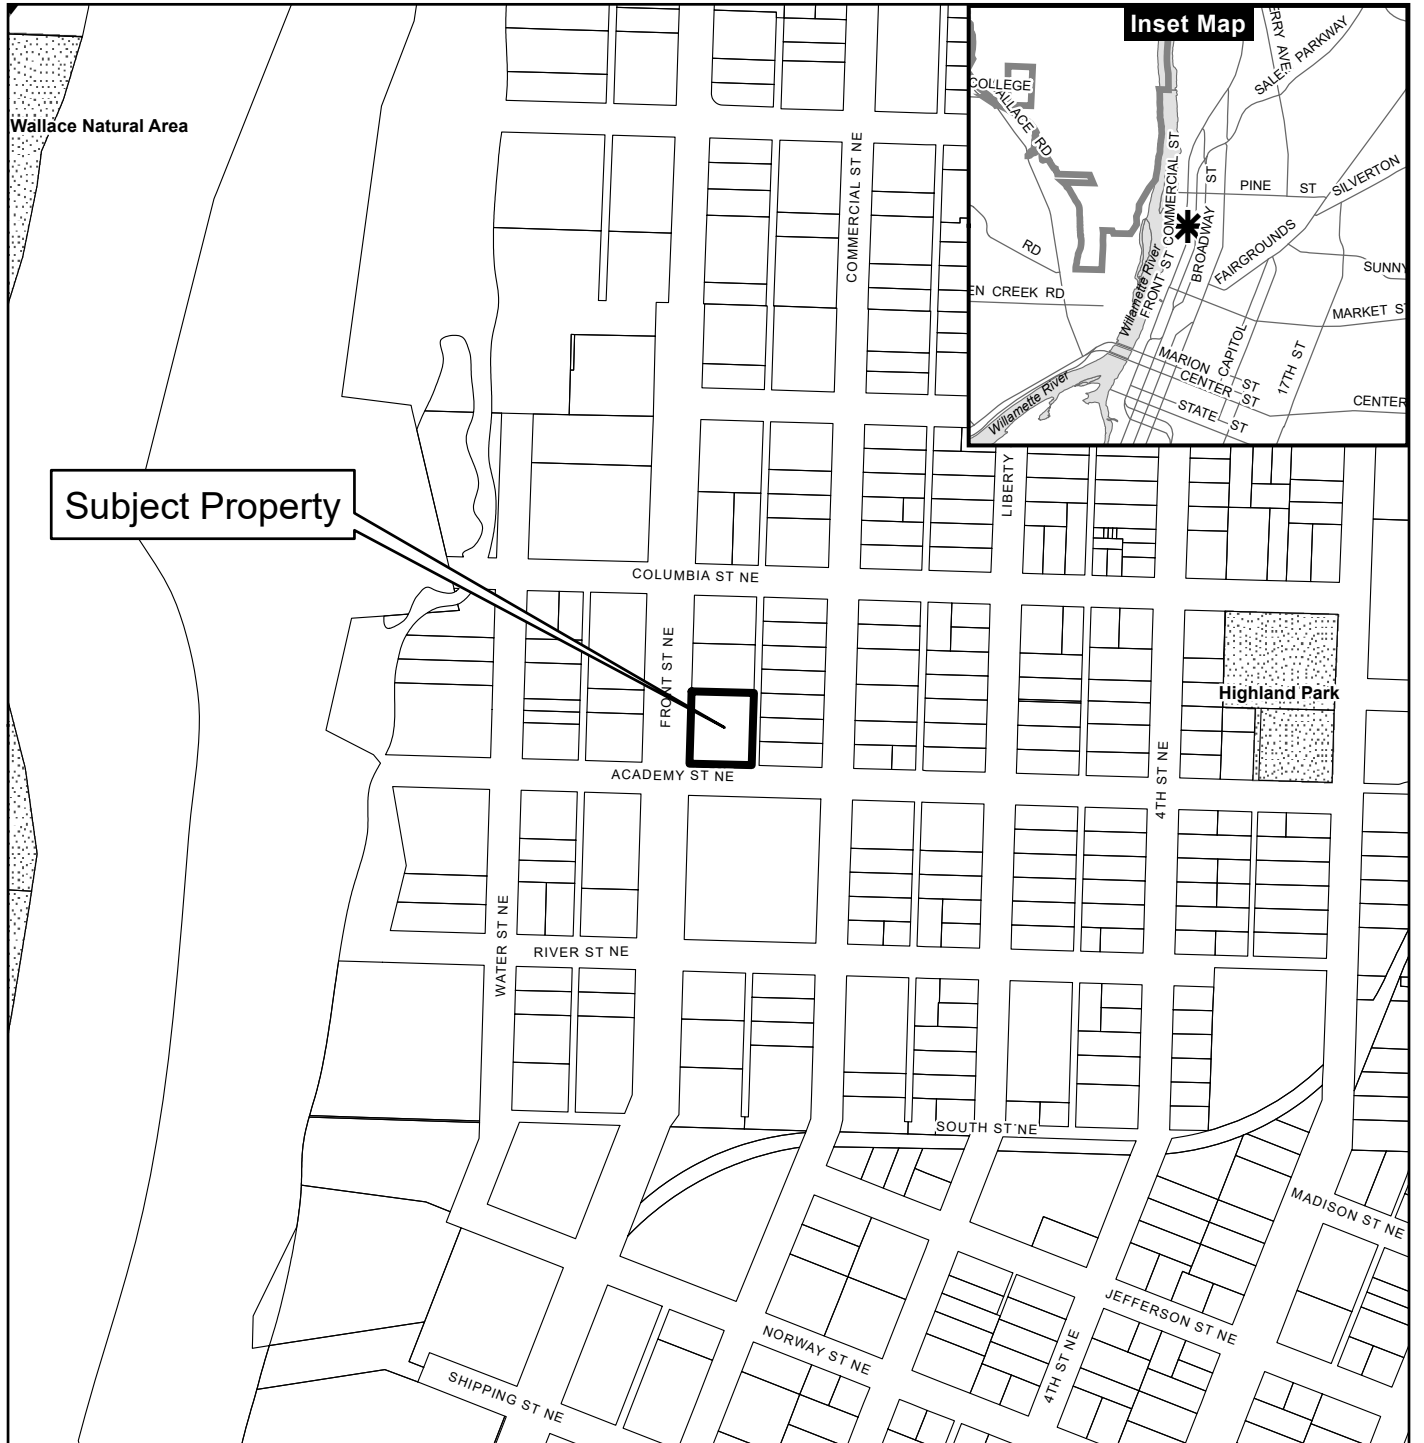 Inset Map
ERRY AVE
SALEM PARKWAY
COLLEGE
WALLACE RD
COMMERCIAL ST
ST
PINE ST
SILVERTON
BROADWAY
FAIRGROUNDS
RD
SUNNY
EN CREEK RD
FRONT ST
Willamette River
MARKET ST
CAPITOL
17TH ST
MARION ST
CENTER ST
CENTER
STATE ST
Willamette River
Wallace Natural Area
COMMERCIAL ST NE
LIBERTY
Subject Property
COLUMBIA ST NE
FRONT ST NE
Highland Park
ACADEMY ST NE
4TH ST NE
WATER ST NE
RIVER ST NE
SOUTH ST NE
MADISON ST NE
JEFFERSON ST NE
NORWAY ST NE
4TH ST NE
SHIPPING ST NE